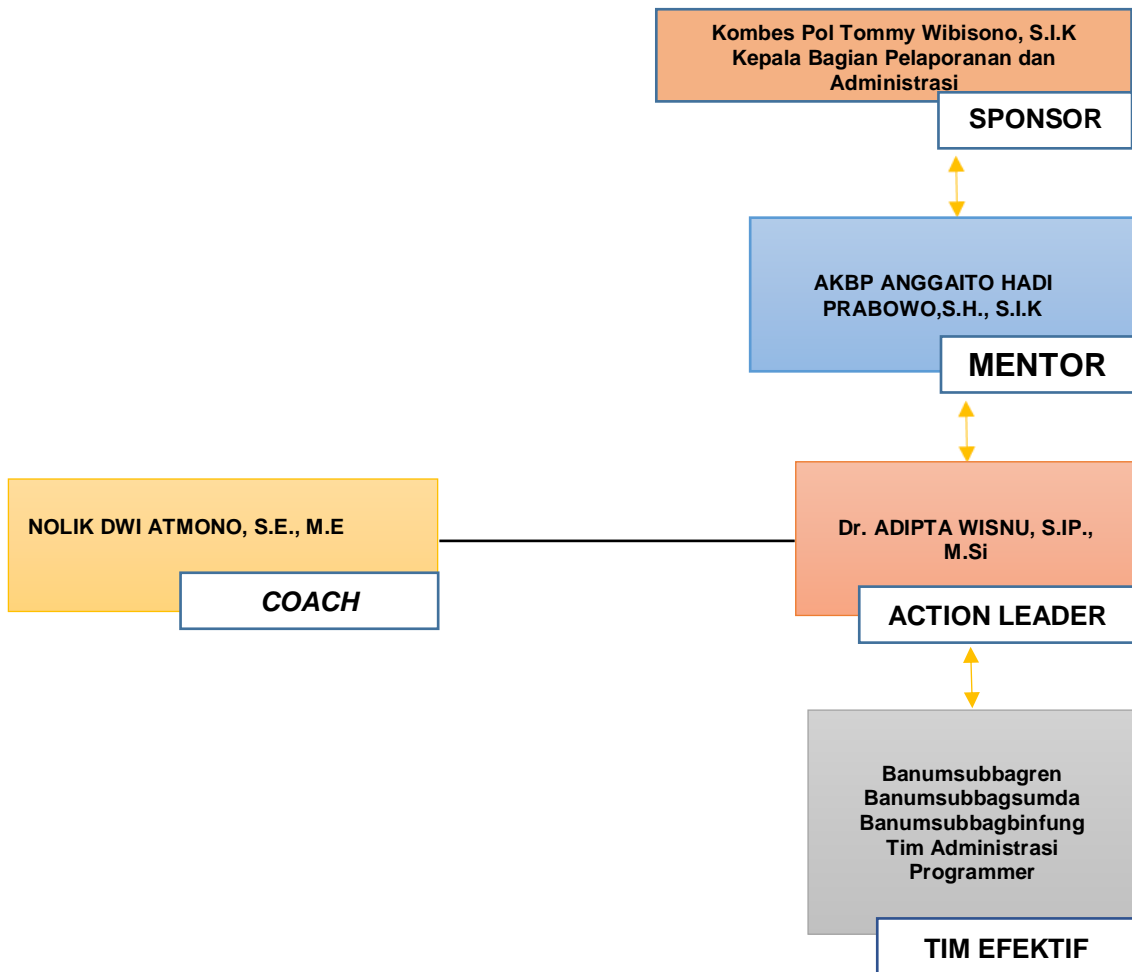 Kombes Pol Tommy Wibisono, S.I.K
Kepala Bagian Pelaporanan dan
Administrasi
SPONSOR
AKBP ANGGAITO HADI
PRABOWO,S.H., S.I.K
MENTOR
NOLIK DWI ATMONO, S.E., M.E
COACH
Dr. ADIPTA WISNU, S.IP.,
M.Si
ACTION LEADER
Banumsubbagren
Banumsubbagsumda
Banumsubbagbinfung
Tim Administrasi
Programmer
TIM EFEKTIF